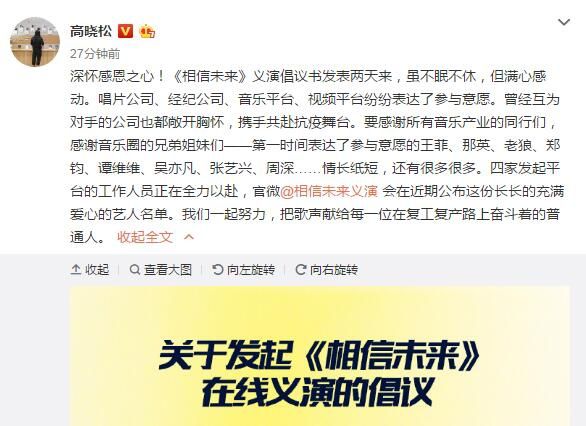 高晓松
27分钟前
深怀感恩之心！《相信未来》义演倡议书发表两天来，虽不眠不休，但满心感
动。唱片公司、经纪公司、音乐平台、视频平台纷纷表达了参与意愿。曾经互为
对手的公司也都敞开胸怀，携手共赴抗疫舞台。要感谢所有音乐产业的同行们，
感谢音乐圈的兄弟姐妹们——第一时间表达了参与意愿的王菲、那英、老狼、郑
钧、谭维维、吴亦凡、张艺兴、周深……情长纸短，还有很多很多。四家发起平
台的工作人员正在全力以赴，官微@相信未来义演 会在近期公布这份长长的充满
爱心的艺人名单。我们一起努力，把歌声献给每一位在复工复产路上奋斗着的普
通人。 收起全文
收起 查看大图 向左旋转 向右旋转
关于发起《相信未来》
在线义演的倡议